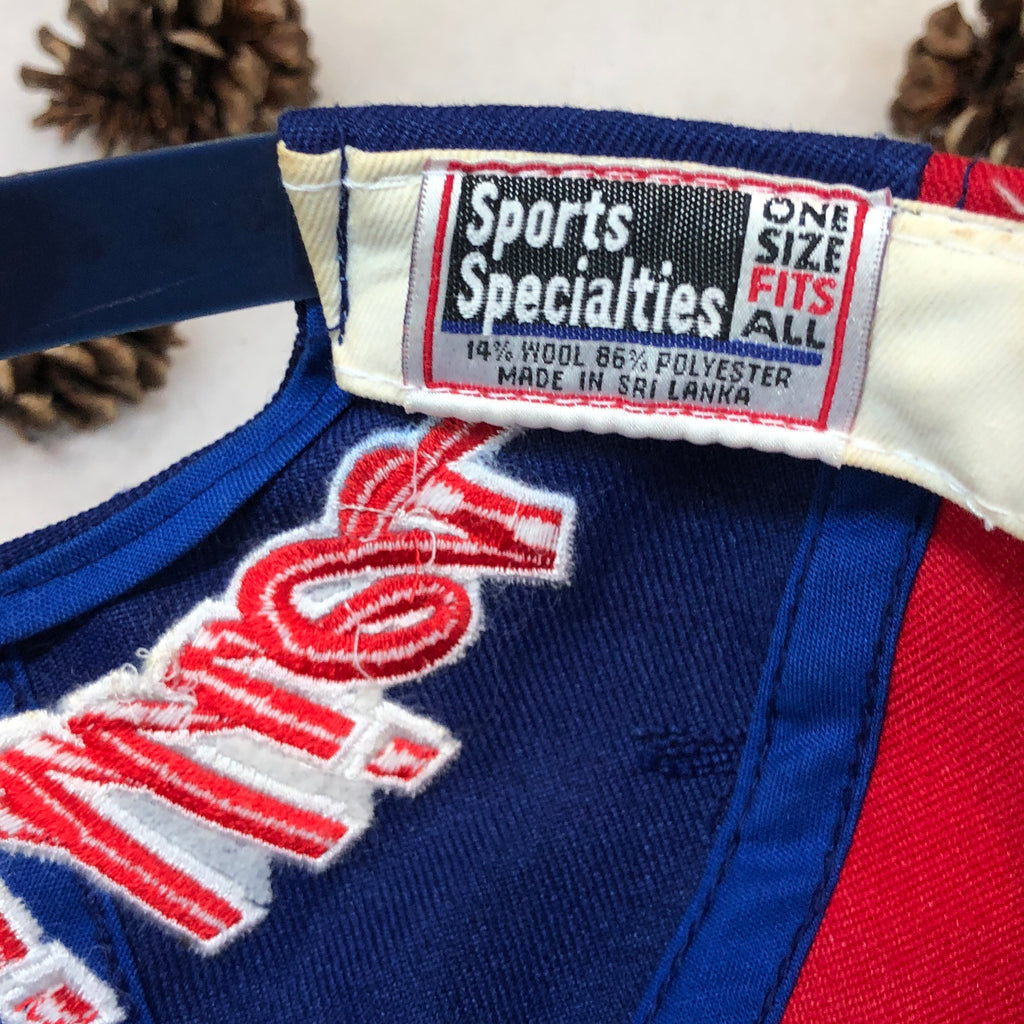 Sports
Specialties
ONE
SIZE
FITS
ALL
14% WOOL 86% POLYESTER
MADE IN SRI LANKA